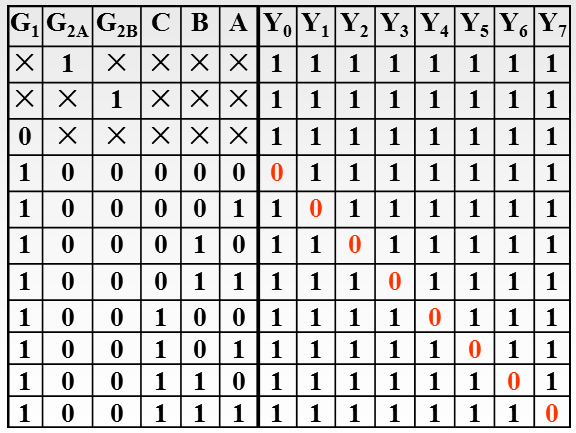 G₁ G₂A G₂B C B A Y₀ Y₁ Y₂ Y₃ Y₄ Y₅ Y₆ Y₇
× 1 × × × × 1 1 1 1 1 1 1 1
× × 1 × × × 1 1 1 1 1 1 1 1
0 × × × × × 1 1 1 1 1 1 1 1
1 0 0 0 0 0 0 1 1 1 1 1 1 1
1 0 0 0 0 1 1 0 1 1 1 1 1 1
1 0 0 0 1 0 1 1 0 1 1 1 1 1
1 0 0 0 1 1 1 1 1 0 1 1 1 1
1 0 0 1 0 0 1 1 1 1 0 1 1 1
1 0 0 1 0 1 1 1 1 1 1 0 1 1
1 0 0 1 1 0 1 1 1 1 1 1 0 1
1 0 0 1 1 1 1 1 1 1 1 1 1 0